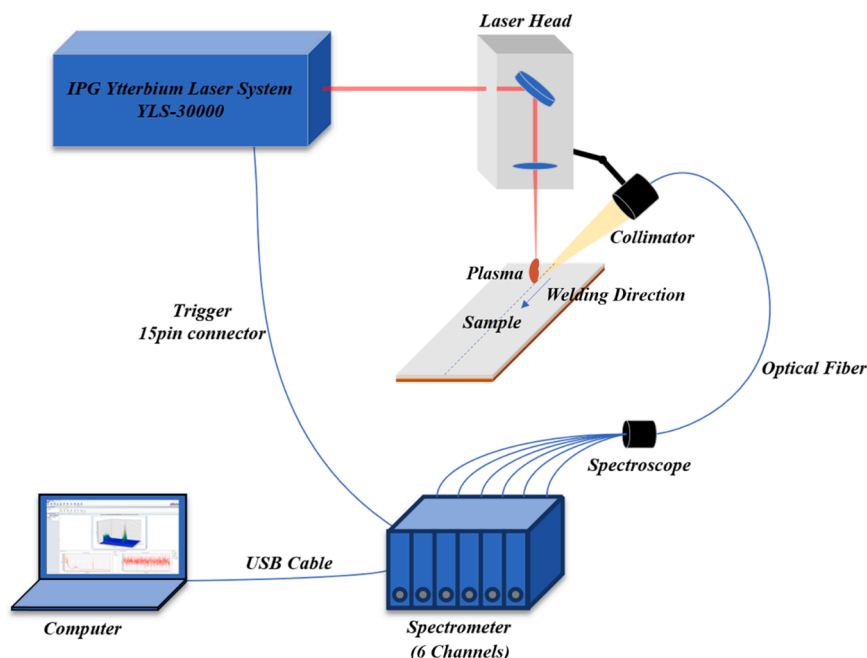 Laser Head
IPG Ytterbium Laser System
YLS-30000
Collimator
Plasma
Welding Direction
Sample
Trigger
15pin connector
Optical Fiber
Spectroscope
USB Cable
Computer
Spectrometer
(6 Channels)